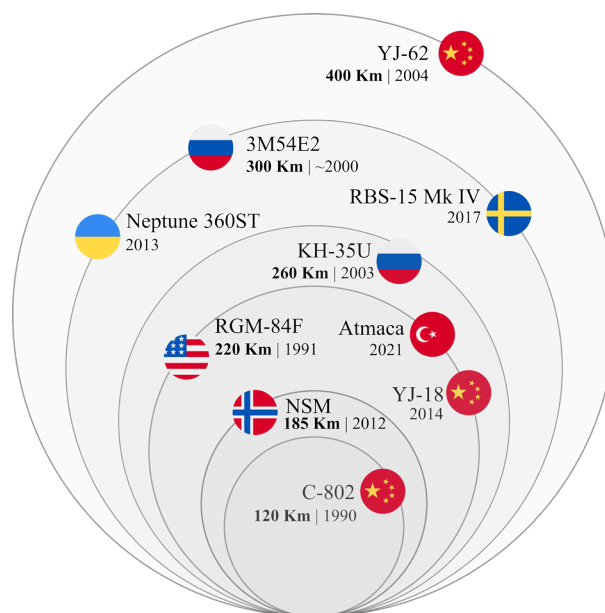 YJ-62
400 Km | 2004
3M54E2
300 Km | ~2000
RBS-15 Mk IV
2017
Neptune 360ST
2013
KH-35U
260 Km | 2003
RGM-84F
220 Km | 1991
Atmaca
2021
YJ-18
2014
NSM
185 Km | 2012
C-802
120 Km | 1990